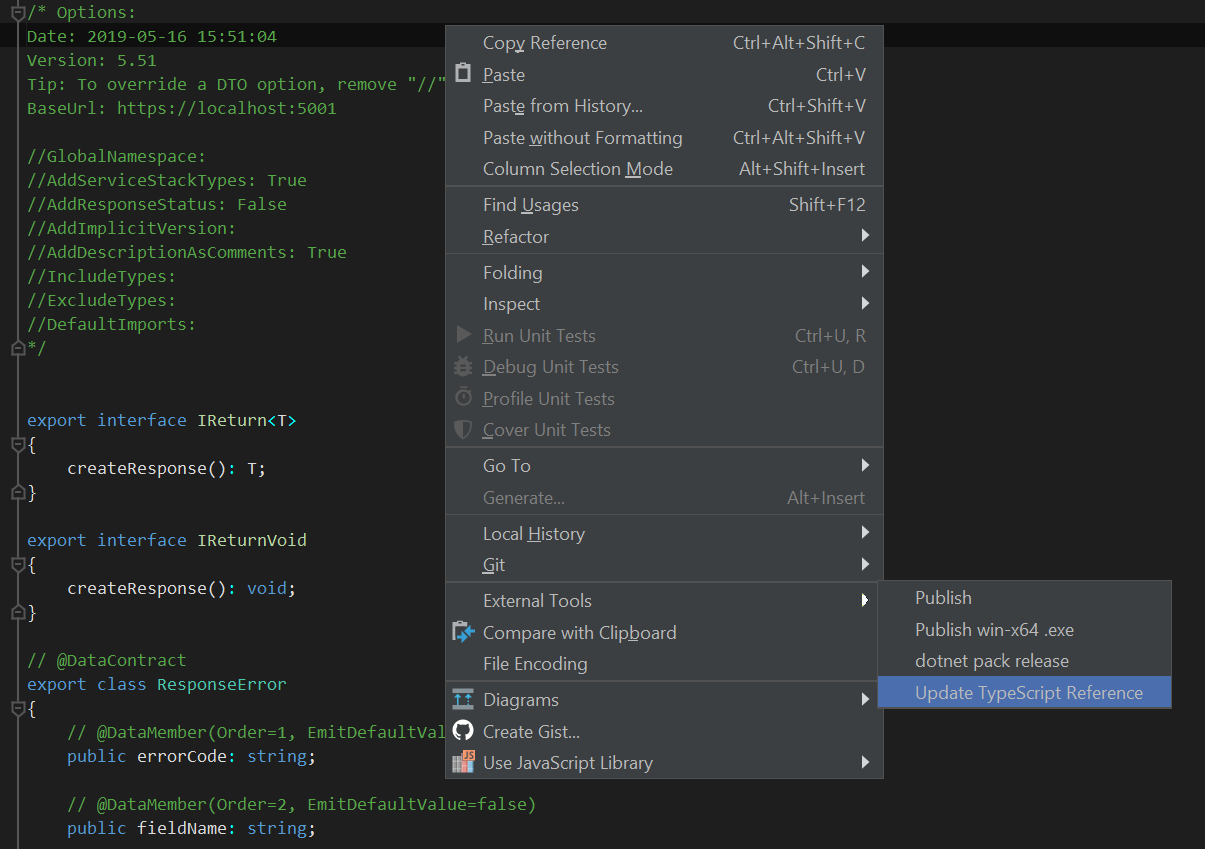 /* Options:
Date: 2019-05-16 15:51:04
Version: 5.51
Tip: To override a DTO option, remove "//"
BaseUrl: https://localhost:5001
//GlobalNamespace:
//AddServiceStackTypes: True
//AddResponseStatus: False
//AddImplicitVersion:
//AddDescriptionAsComments: True
//IncludeTypes:
//ExcludeTypes:
//DefaultImports:
*/
export interface IReturn<T>
{
createResponse(): T;
}
export interface IReturnVoid
{
createResponse(): void;
}
// @DataContract
export class ResponseError
{
// @DataMember(Order=1, EmitDefaultVal
public errorCode: string;
// @DataMember(Order=2, EmitDefaultValue=false)
public fieldName: string;
Copy Reference Ctrl+Alt+Shift+C
Paste Ctrl+V
Paste from History... Ctrl+Shift+V
Paste without Formatting Ctrl+Alt+Shift+V
Column Selection Mode Alt+Shift+Insert
Find Usages Shift+F12
Refactor
Folding
Inspect
Run Unit Tests Ctrl+U, R
Debug Unit Tests Ctrl+U, D
Profile Unit Tests
Cover Unit Tests
Go To
Generate... Alt+Insert
Local History
Git
External Tools
Compare with Clipboard
File Encoding
Diagrams
Create Gist...
JS
Use JavaScript Library
Publish
Publish win-x64 .exe
dotnet pack release
Update TypeScript Reference